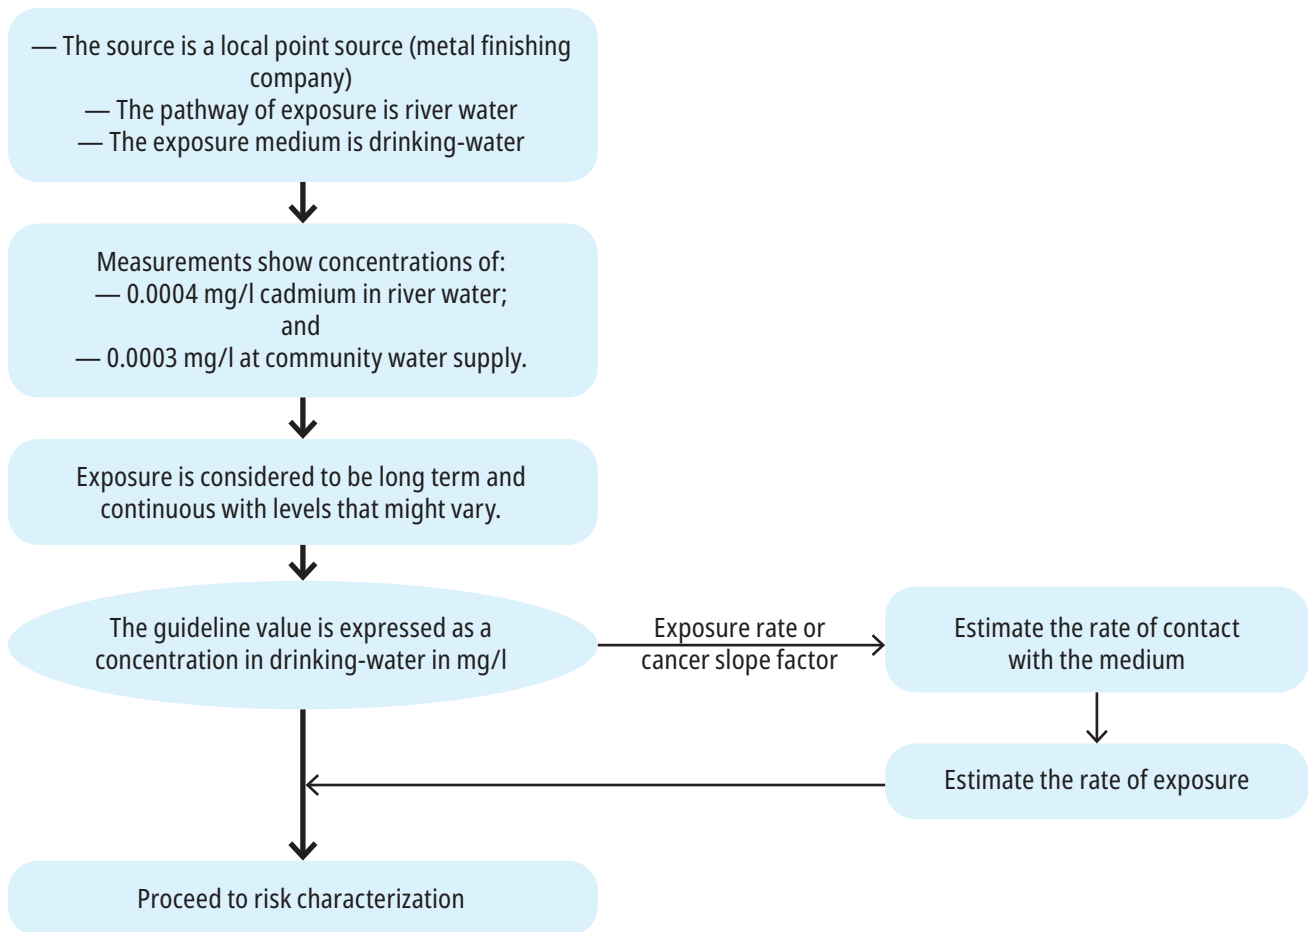 — The source is a local point source (metal finishing
company)
— The pathway of exposure is river water
— The exposure medium is drinking-water
Measurements show concentrations of:
— 0.0004 mg/l cadmium in river water;
and
— 0.0003 mg/l at community water supply.
Exposure is considered to be long term and
continuous with levels that might vary.
The guideline value is expressed as a
concentration in drinking-water in mg/l
Exposure rate or
cancer slope factor
Estimate the rate of contact
with the medium
Estimate the rate of exposure
Proceed to risk characterization